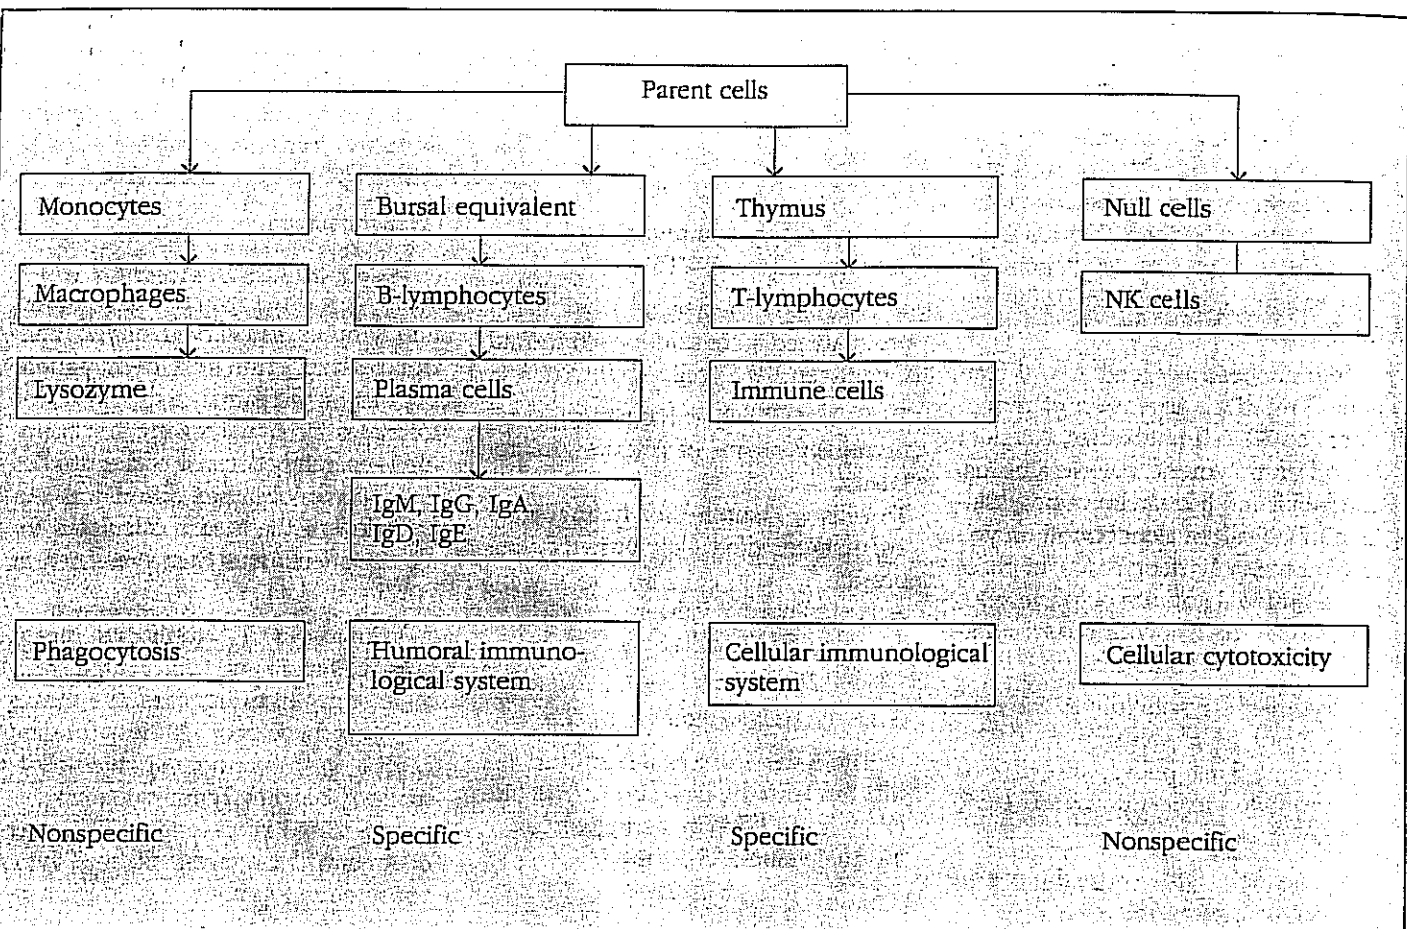 Parent cells
Monocytes
Bursal equivalent
Thymus
Null cells
Macrophages
B-lymphocytes
T-lymphocytes
NK cells
Lysozyme
Plasma cells
Immune cells
IgM, IgG, IgA,
IgD, IgE
Phagocytosis
Humoral immuno-
logical system
Cellular immunological
system
Cellular cytotoxicity
Nonspecific
Specific
Specific
Nonspecific